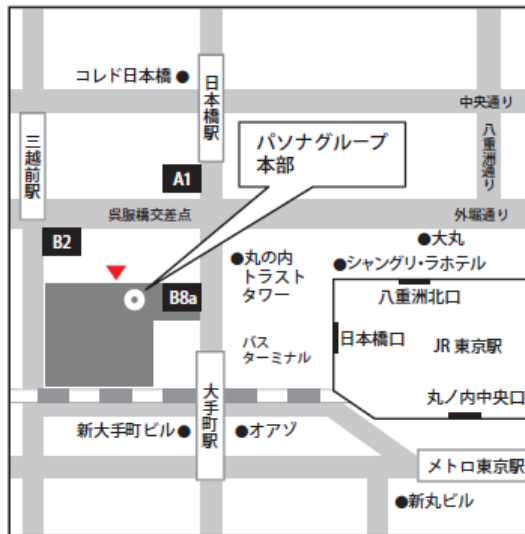 コレド日本橋●
日本橋駅
中央通り
八重洲通り
三越前駅
パソナグループ
本部
A1
呉服橋交差点
外堀通り
B2
●大丸
●丸の内
トラスト
タワー
●シャングリ・ラホテル
八重洲北口
B8a
バス
ターミナル
日本橋口
JR 東京駅
丸ノ内中央口
大手町駅
新大手町ビル●
●オアゾ
メトロ東京駅
●新丸ビル